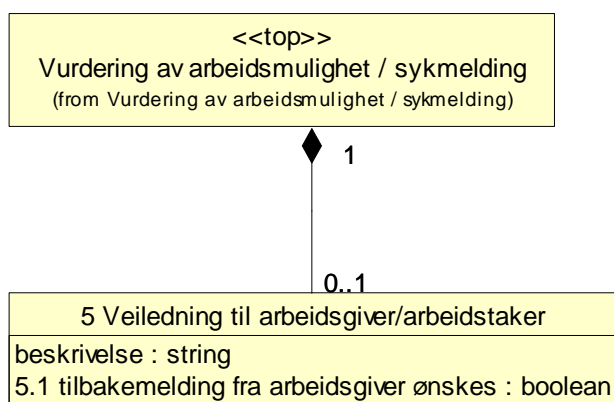 <<top>>
Vurdering av arbeidsmulighet / sykmelding
(from Vurdering av arbeidsmulighet / sykmelding)
1
0..1
5 Veiledning til arbeidsgiver/arbeidstaker
beskrivelse : string
5.1 tilbakemelding fra arbeidsgiver ønskes : boolean